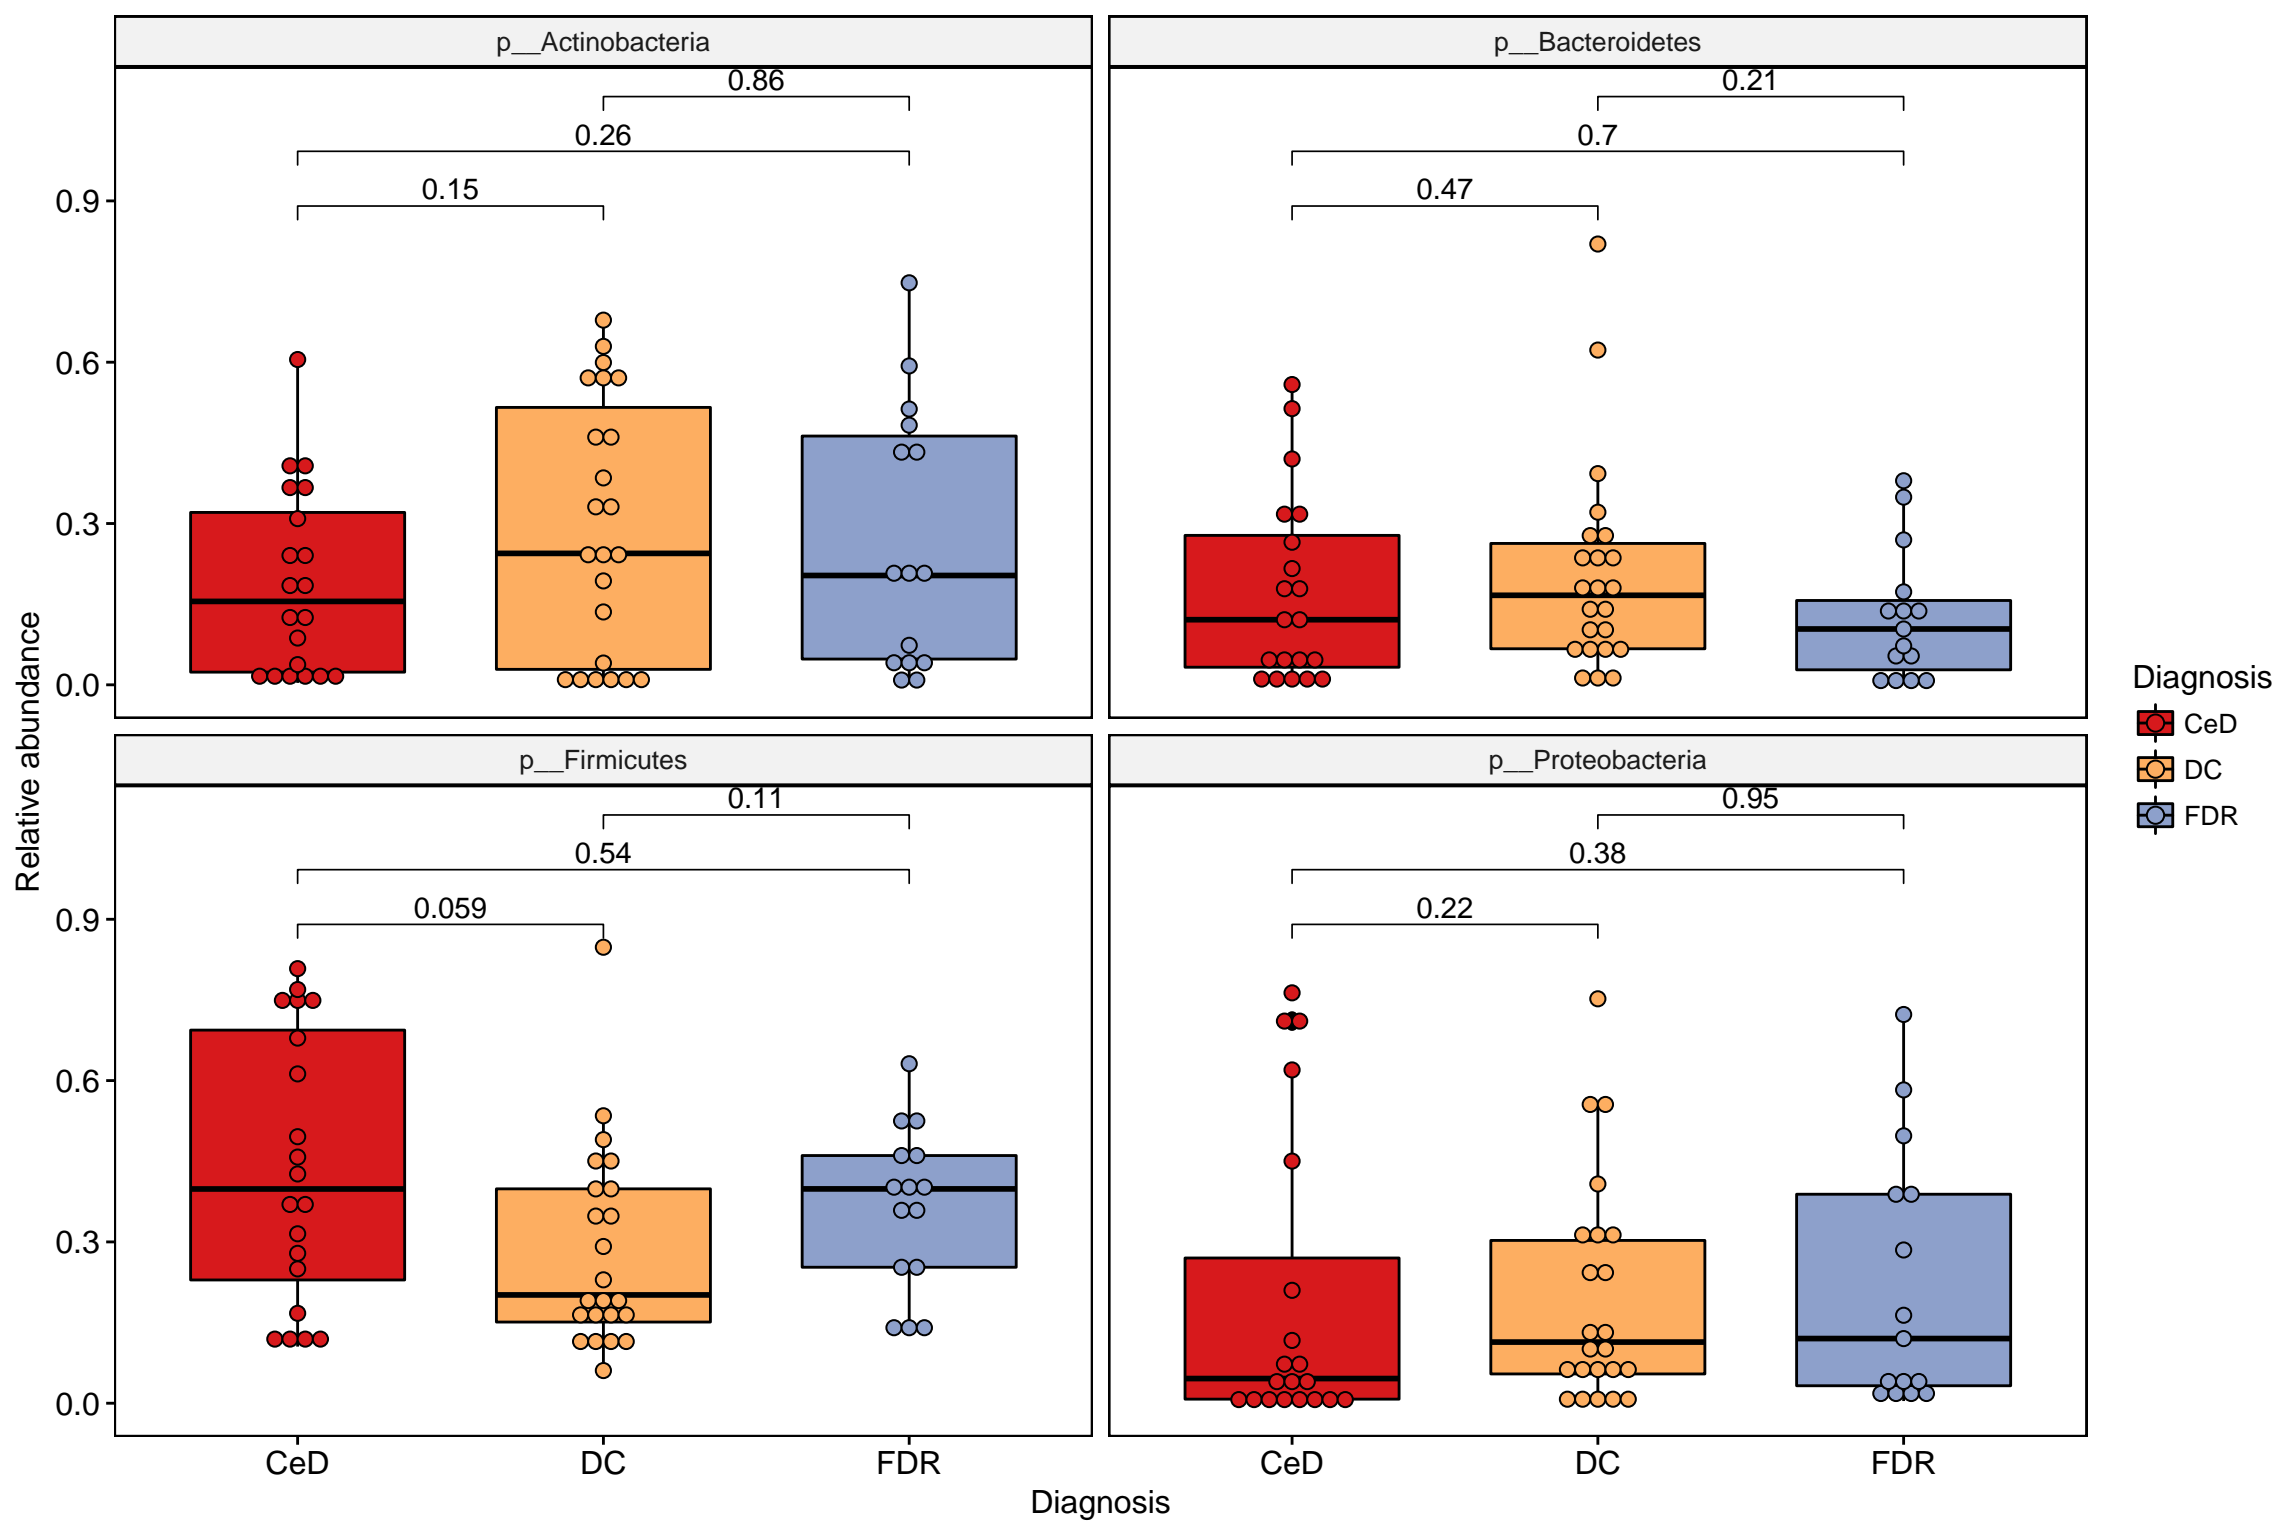 p__Actinobacteria
p__Bacteroidetes
0.86
0.26
0.15
0.21
0.7
0.47
0.9
0.6
0.3
0.0
p__Firmicutes
p__Proteobacteria
0.11
0.54
0.059
0.95
0.38
0.22
0.9
0.6
0.3
0.0
CeD
DC
FDR
CeD
DC
FDR
Diagnosis
Relative abundance
Diagnosis
CeD
DC
FDR